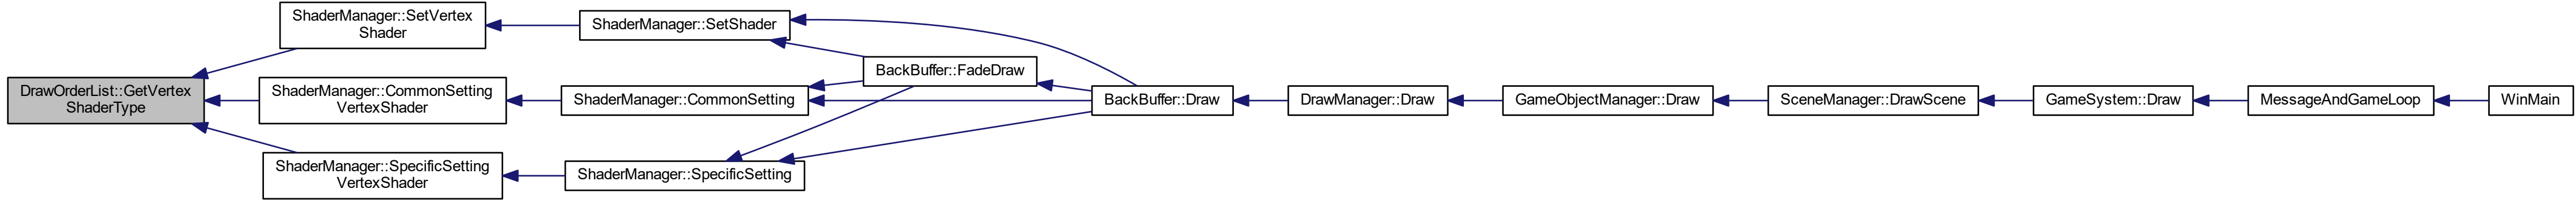 DrawOrderList::GetVertex
ShaderType
ShaderManager::SetVertex
Shader
ShaderManager::CommonSetting
VertexShader
ShaderManager::SpecificSetting
VertexShader
ShaderManager::SetShader
ShaderManager::CommonSetting
ShaderManager::SpecificSetting
BackBuffer::FadeDraw
BackBuffer::Draw
DrawManager::Draw
GameObjectManager::Draw
SceneManager::DrawScene
GameSystem::Draw
MessageAndGameLoop
WinMain